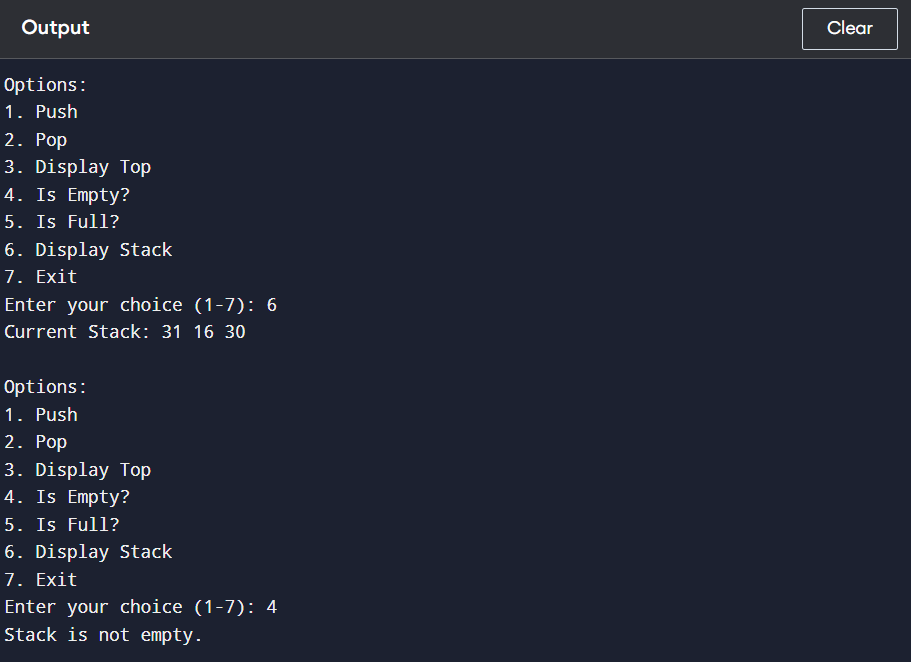 Output
Clear
Options:
1. Push
2. Pop
3. Display Top
4. Is Empty?
5. Is Full?
6. Display Stack
7. Exit
Enter your choice (1-7): 6
Current Stack: 31 16 30

Options:
1. Push
2. Pop
3. Display Top
4. Is Empty?
5. Is Full?
6. Display Stack
7. Exit
Enter your choice (1-7): 4
Stack is not empty.